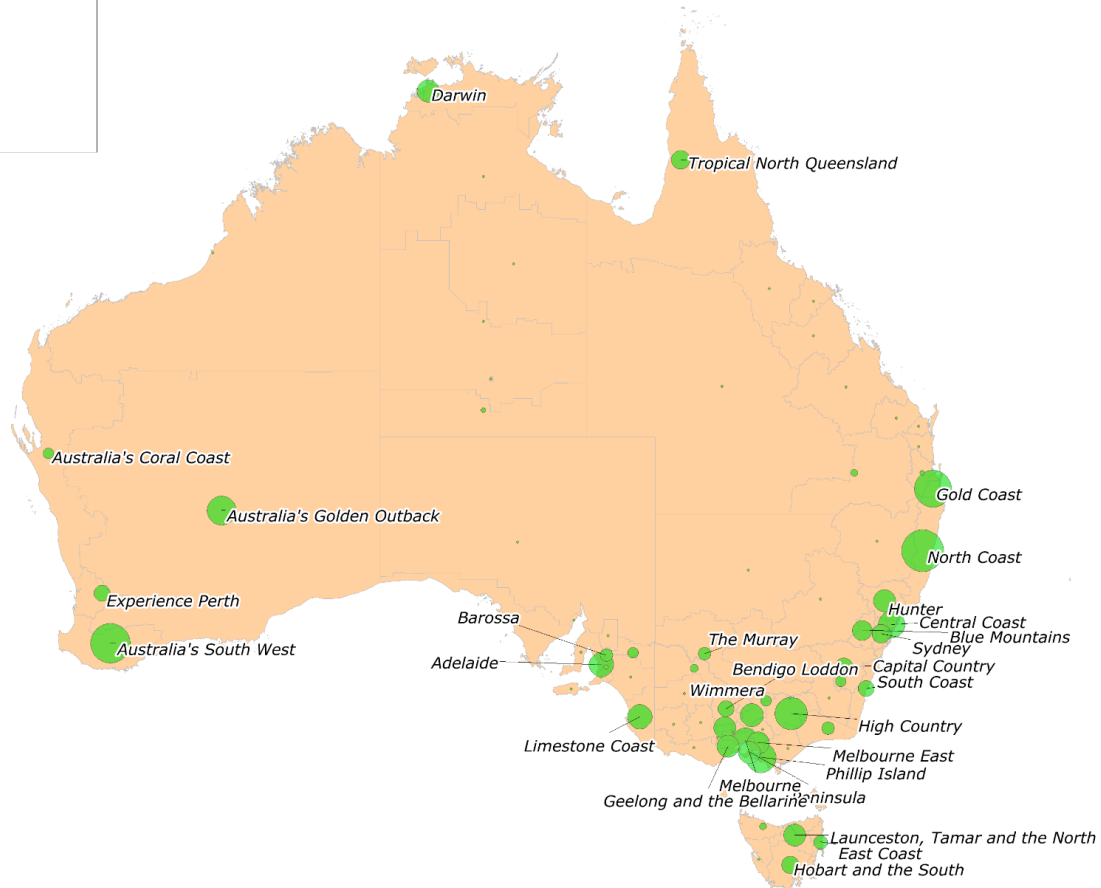 Darwin
Tropical North Queensland
Australia's Coral Coast
Gold Coast
Australia's Golden Outback
North Coast
Experience Perth
Hunter
Barossa
Central Coast
Blue Mountains
The Murray
Sydney
Australia's South West
Adelaide
Bendigo Loddon
Capital Country
South Coast
Wimmera
High Country
Limestone Coast
Melbourne East
Phillip Island
Melbourne
Peninsula
Geelong and the Bellarine
Launceston, Tamar and the North
East Coast
Hobart and the South